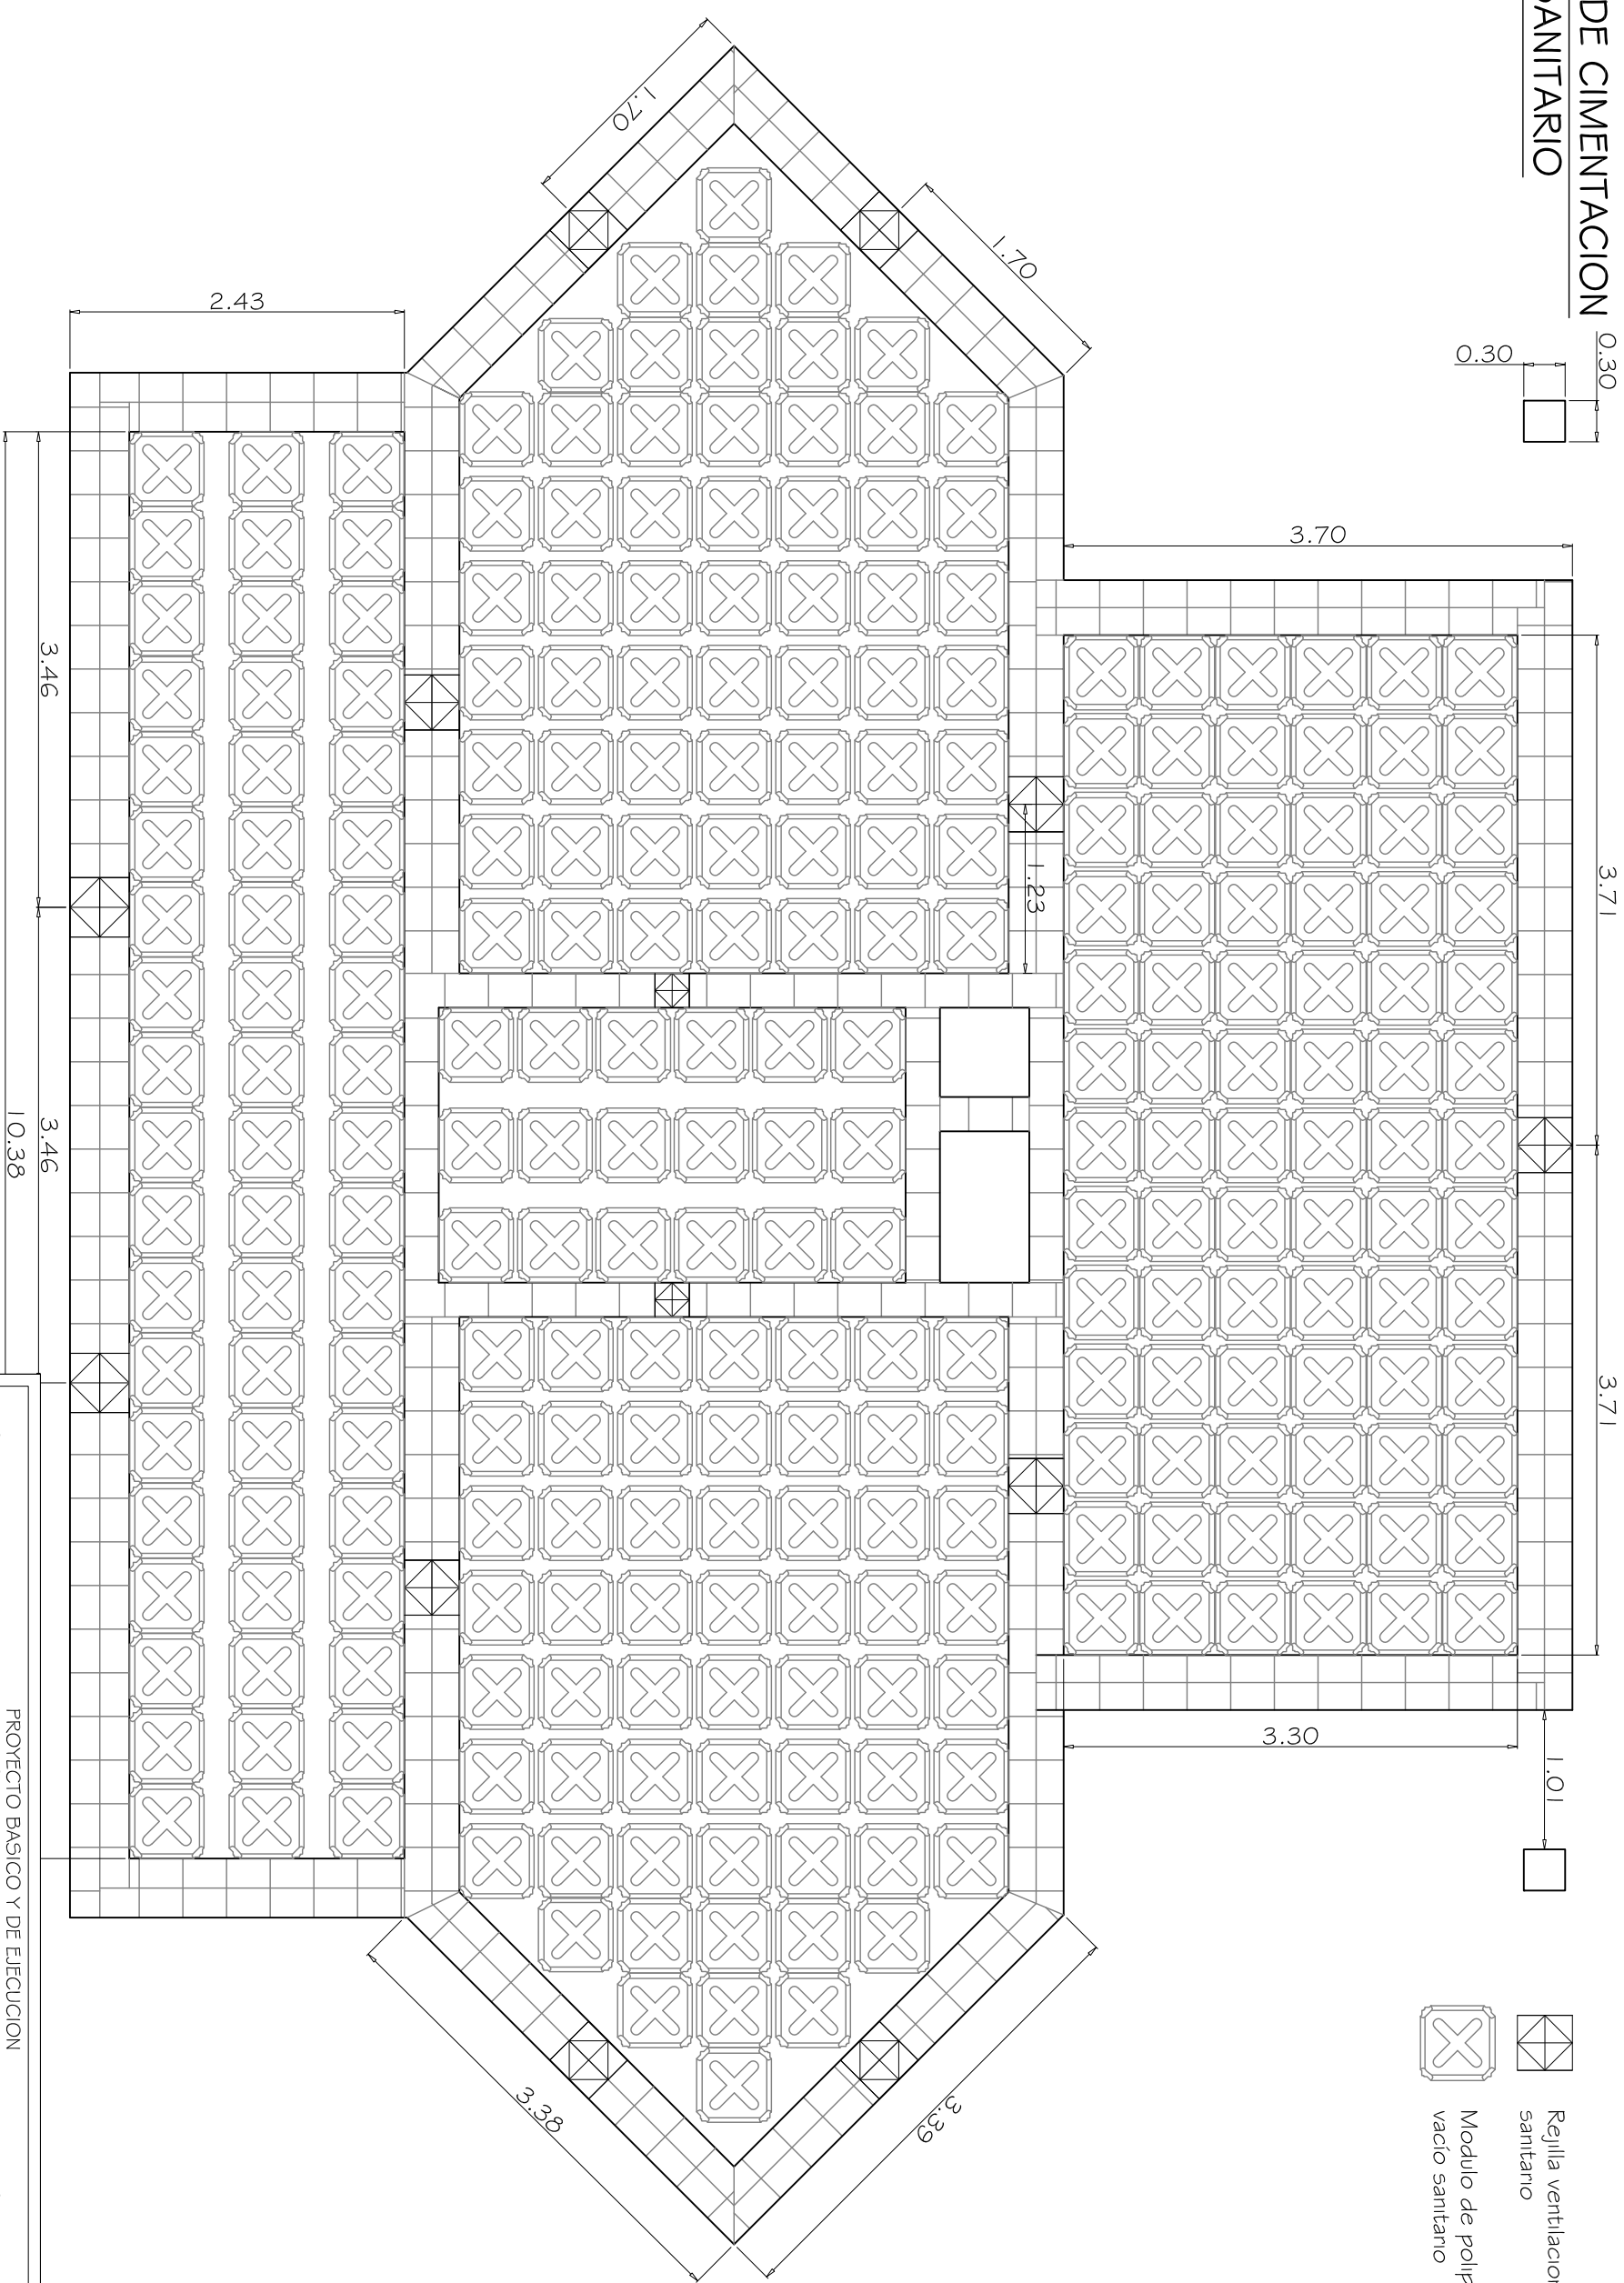 DE CIMENTACION
SANITARIO
0.30
0.30
1.70
1.70
2.43
3.70
3.71
3.71
1.23
3.46
3.46
10.38
3.30
1.01
3.38
3.39
Rejilla ventilacion
sanitario
Modulo de polip
vacío sanitario
PROYECTO BASICO Y DE EJECUCION